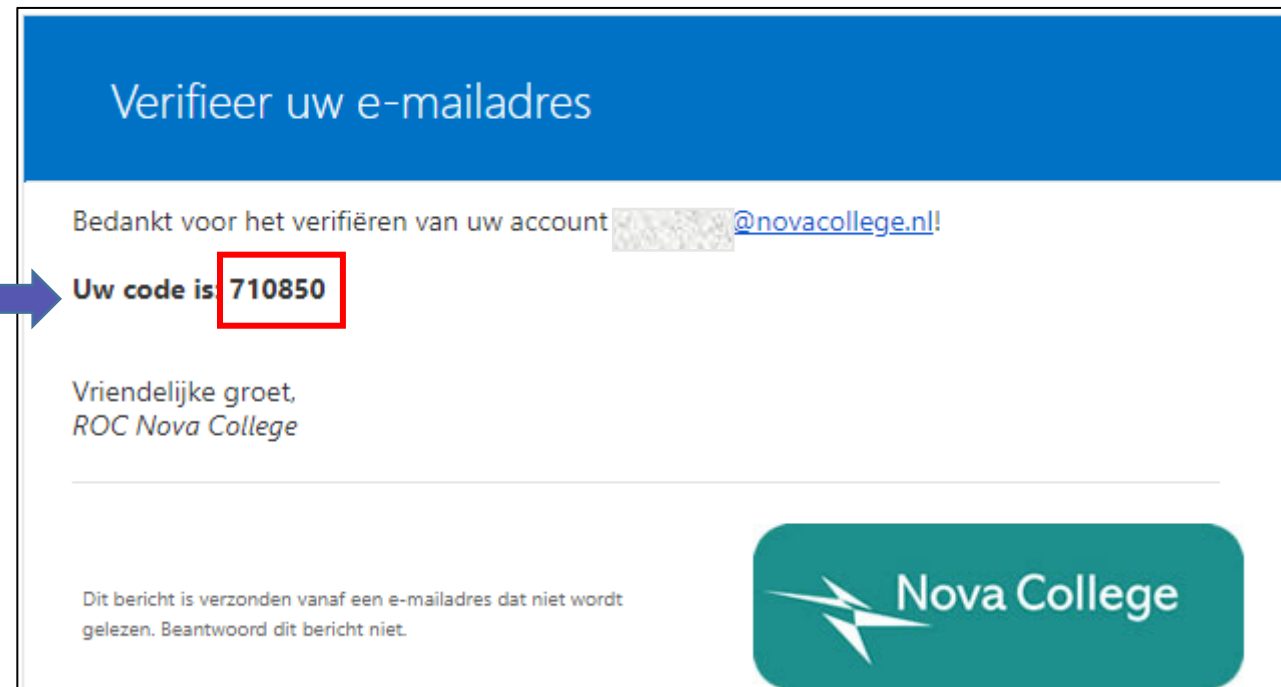 Verifieer uw e-mailadres
Bedankt voor het verifiëren van uw account @novacollege.nl!
Uw code is: 710850
Vriendelijke groet,
ROC Nova College
Dit bericht is verzonden vanaf een e-mailadres dat niet wordt
gelezen. Beantwoord dit bericht niet.
Nova College